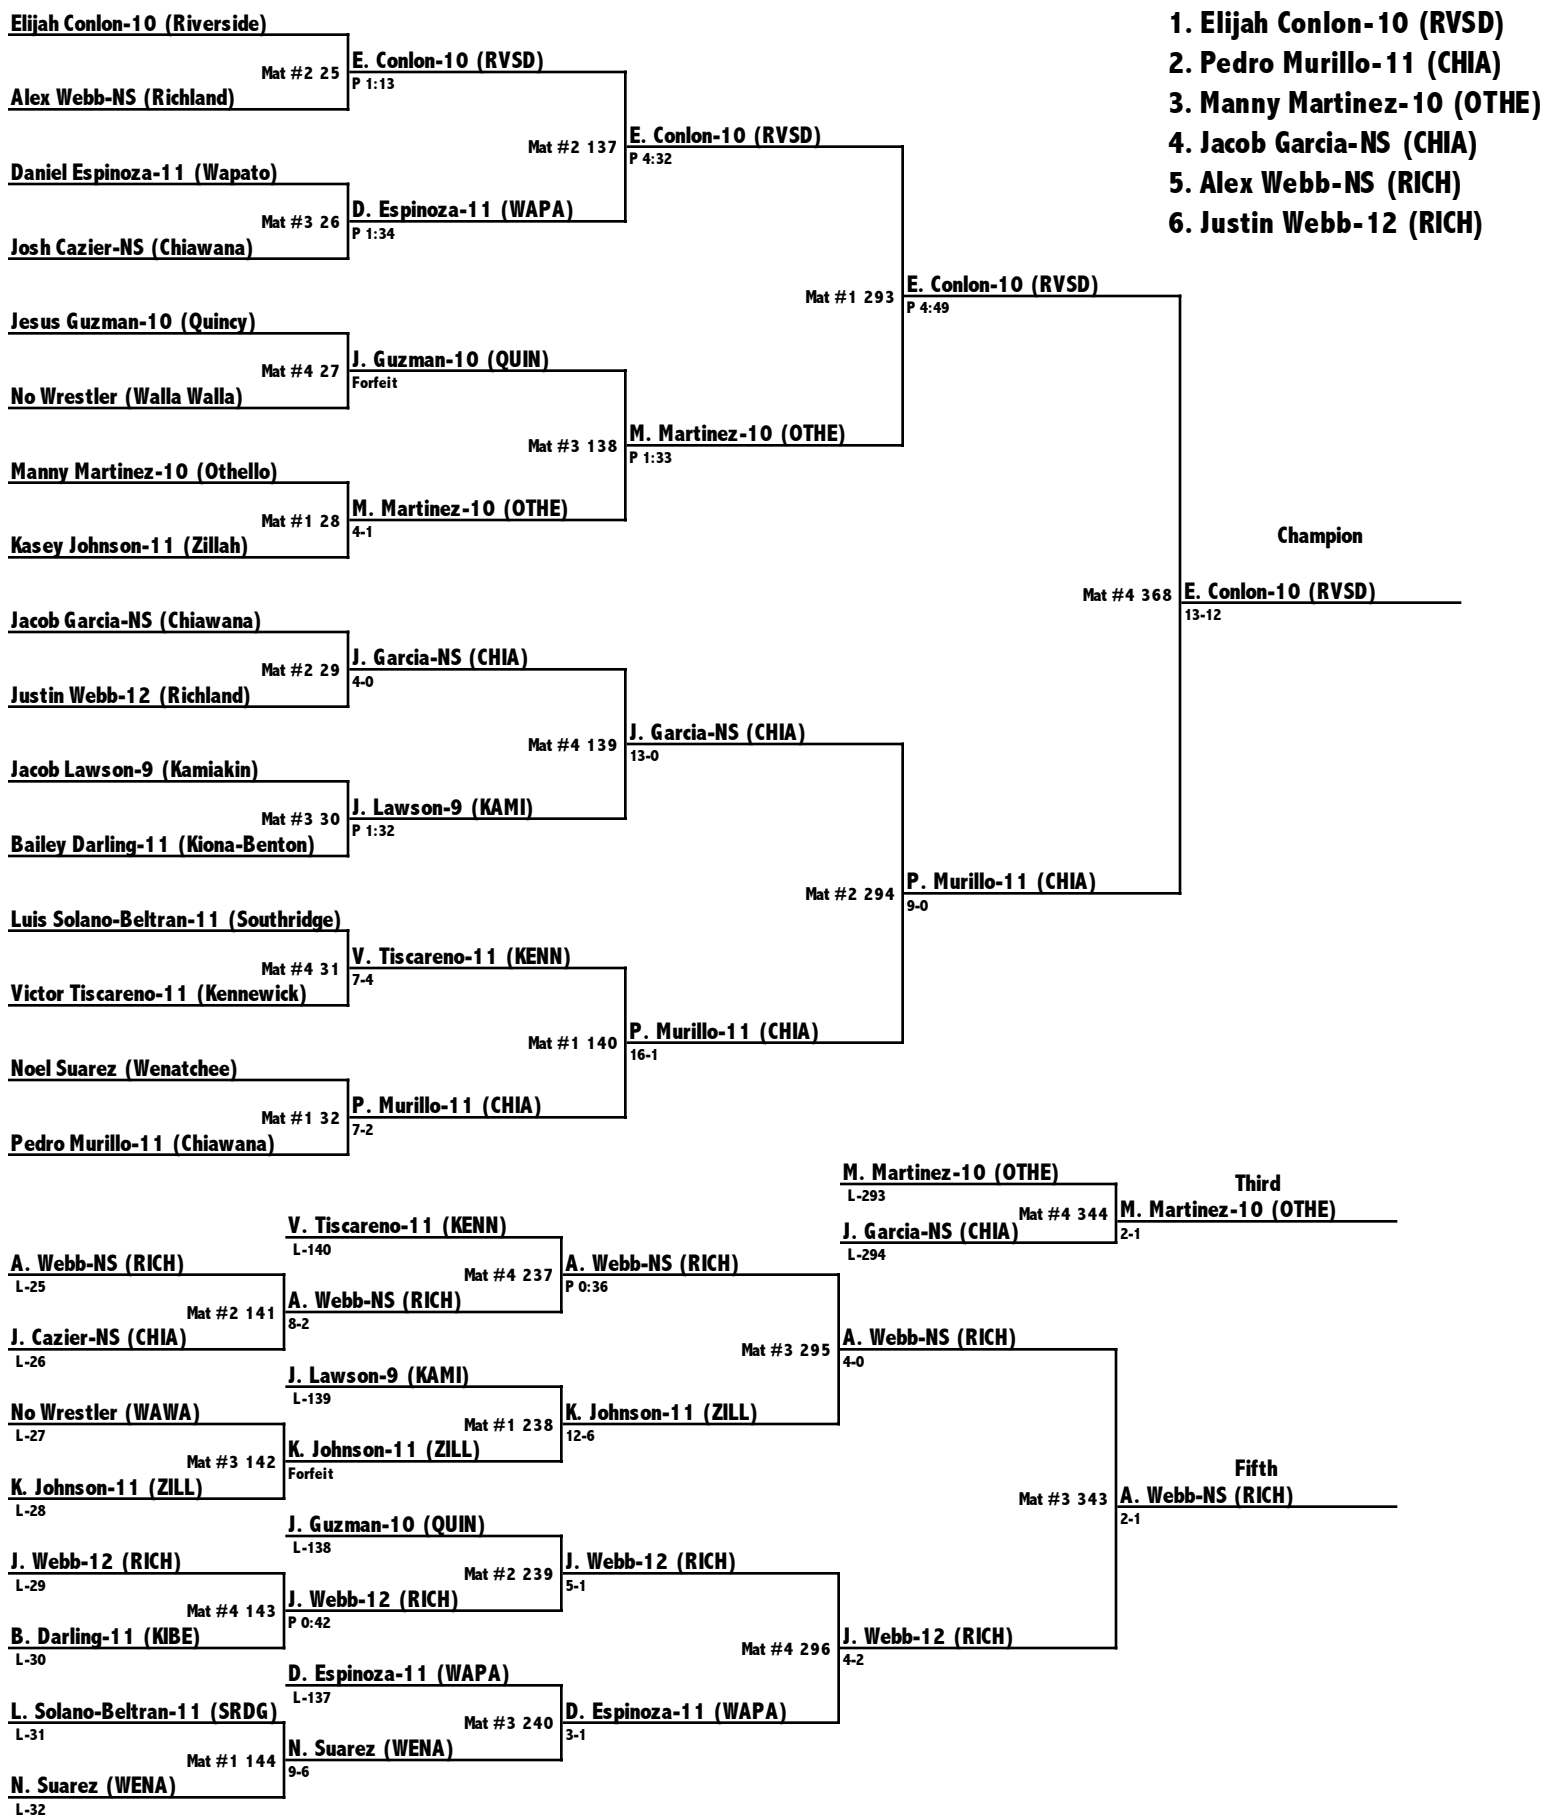 Elijah Conlon-10 (Riverside)
Mat #2 25
Alex Webb-NS (Richland)
E. Conlon-10 (RVSD)
P 1:13
Daniel Espinoza-11 (Wapato)
Mat #3 26
Josh Cazier-NS (Chiawana)
D. Espinoza-11 (WAPA)
P 1:34
Mat #2 137
E. Conlon-10 (RVSD)
P 4:32
Jesus Guzman-10 (Quincy)
Mat #4 27
No Wrestler (Walla Walla)
J. Guzman-10 (QUIN)
Forfeit
Manny Martinez-10 (Othello)
Mat #1 28
Kasey Johnson-11 (Zillah)
M. Martinez-10 (OTHE)
4-1
Mat #3 138
M. Martinez-10 (OTHE)
P 1:33
Mat #1 293
E. Conlon-10 (RVSD)
P 4:49
Jacob Garcia-NS (Chiawana)
Mat #2 29
Justin Webb-12 (Richland)
J. Garcia-NS (CHIA)
4-0
Jacob Lawson-9 (Kamiakin)
Mat #3 30
Bailey Darling-11 (Kiona-Benton)
J. Lawson-9 (KAMI)
P 1:32
Mat #4 139
J. Garcia-NS (CHIA)
13-0
Luis Solano-Beltran-11 (Southridge)
Mat #4 31
Victor Tiscareno-11 (Kennewick)
V. Tiscareno-11 (KENN)
7-4
Noel Suarez (Wenatchee)
Mat #1 32
Pedro Murillo-11 (Chiawana)
P. Murillo-11 (CHIA)
7-2
Mat #1 140
P. Murillo-11 (CHIA)
16-1
Mat #2 294
P. Murillo-11 (CHIA)
9-0
Mat #4 368
Champion
E. Conlon-10 (RVSD)
13-12
1. Elijah Conlon-10 (RVSD)
2. Pedro Murillo-11 (CHIA)
3. Manny Martinez-10 (OTHE)
4. Jacob Garcia-NS (CHIA)
5. Alex Webb-NS (RICH)
6. Justin Webb-12 (RICH)
M. Martinez-10 (OTHE)
L-293
Mat #4 344
J. Garcia-NS (CHIA)
L-294
Third
M. Martinez-10 (OTHE)
2-1
A. Webb-NS (RICH)
L-25
Mat #2 141
J. Cazier-NS (CHIA)
L-26
V. Tiscareno-11 (KENN)
L-140
Mat #4 237
A. Webb-NS (RICH)
8-2
A. Webb-NS (RICH)
P 0:36
No Wrestler (WAWA)
L-27
Mat #3 142
K. Johnson-11 (ZILL)
L-28
J. Lawson-9 (KAMI)
L-139
Mat #1 238
K. Johnson-11 (ZILL)
Forfeit
K. Johnson-11 (ZILL)
12-6
Mat #3 295
A. Webb-NS (RICH)
4-0
J. Webb-12 (RICH)
L-29
Mat #4 143
B. Darling-11 (KIBE)
L-30
J. Guzman-10 (QUIN)
L-138
Mat #2 239
J. Webb-12 (RICH)
P 0:42
J. Webb-12 (RICH)
5-1
L. Solano-Beltran-11 (SRDG)
L-31
Mat #1 144
N. Suarez (WENA)
L-32
D. Espinoza-11 (WAPA)
L-137
Mat #3 240
N. Suarez (WENA)
9-6
D. Espinoza-11 (WAPA)
3-1
Mat #4 296
J. Webb-12 (RICH)
4-2
Mat #3 343
Fifth
A. Webb-NS (RICH)
2-1